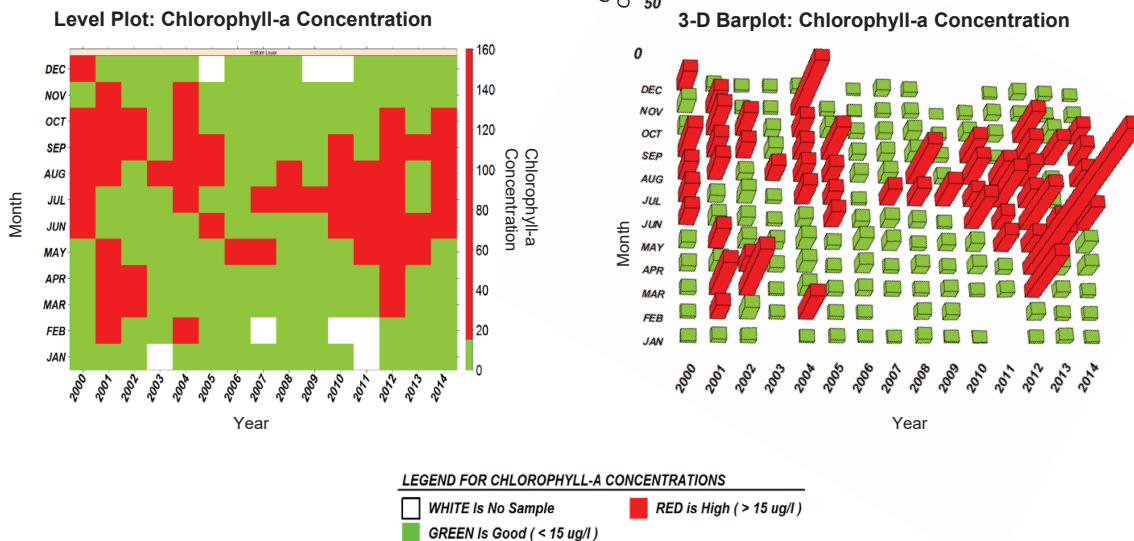 Level Plot: Chlorophyll-a Concentration
Bottom Layer
DEC
NOV
OCT
SEP
AUG
JUL
JUN
MAY
APR
MAR
FEB
JAN
Month
2000 2001 2002 2003 2004 2005 2006 2007 2008 2009 2010 2011 2012 2013 2014
Year
160
140
120
100
80
60
40
20
0
Chlorophyll-a
Concentration
50
3-D Barplot: Chlorophyll-a Concentration
0
DEC
NOV
OCT
SEP
AUG
JUL
JUN
MAY
APR
MAR
FEB
JAN
Month
2000 2001 2002 2003 2004 2005 2006 2007 2008 2009 2010 2011 2012 2013 2014
Year
LEGEND FOR CHLOROPHYLL-A CONCENTRATIONS
WHITE Is No Sample
RED is High ( > 15 ug/l )
GREEN Is Good ( < 15 ug/l )